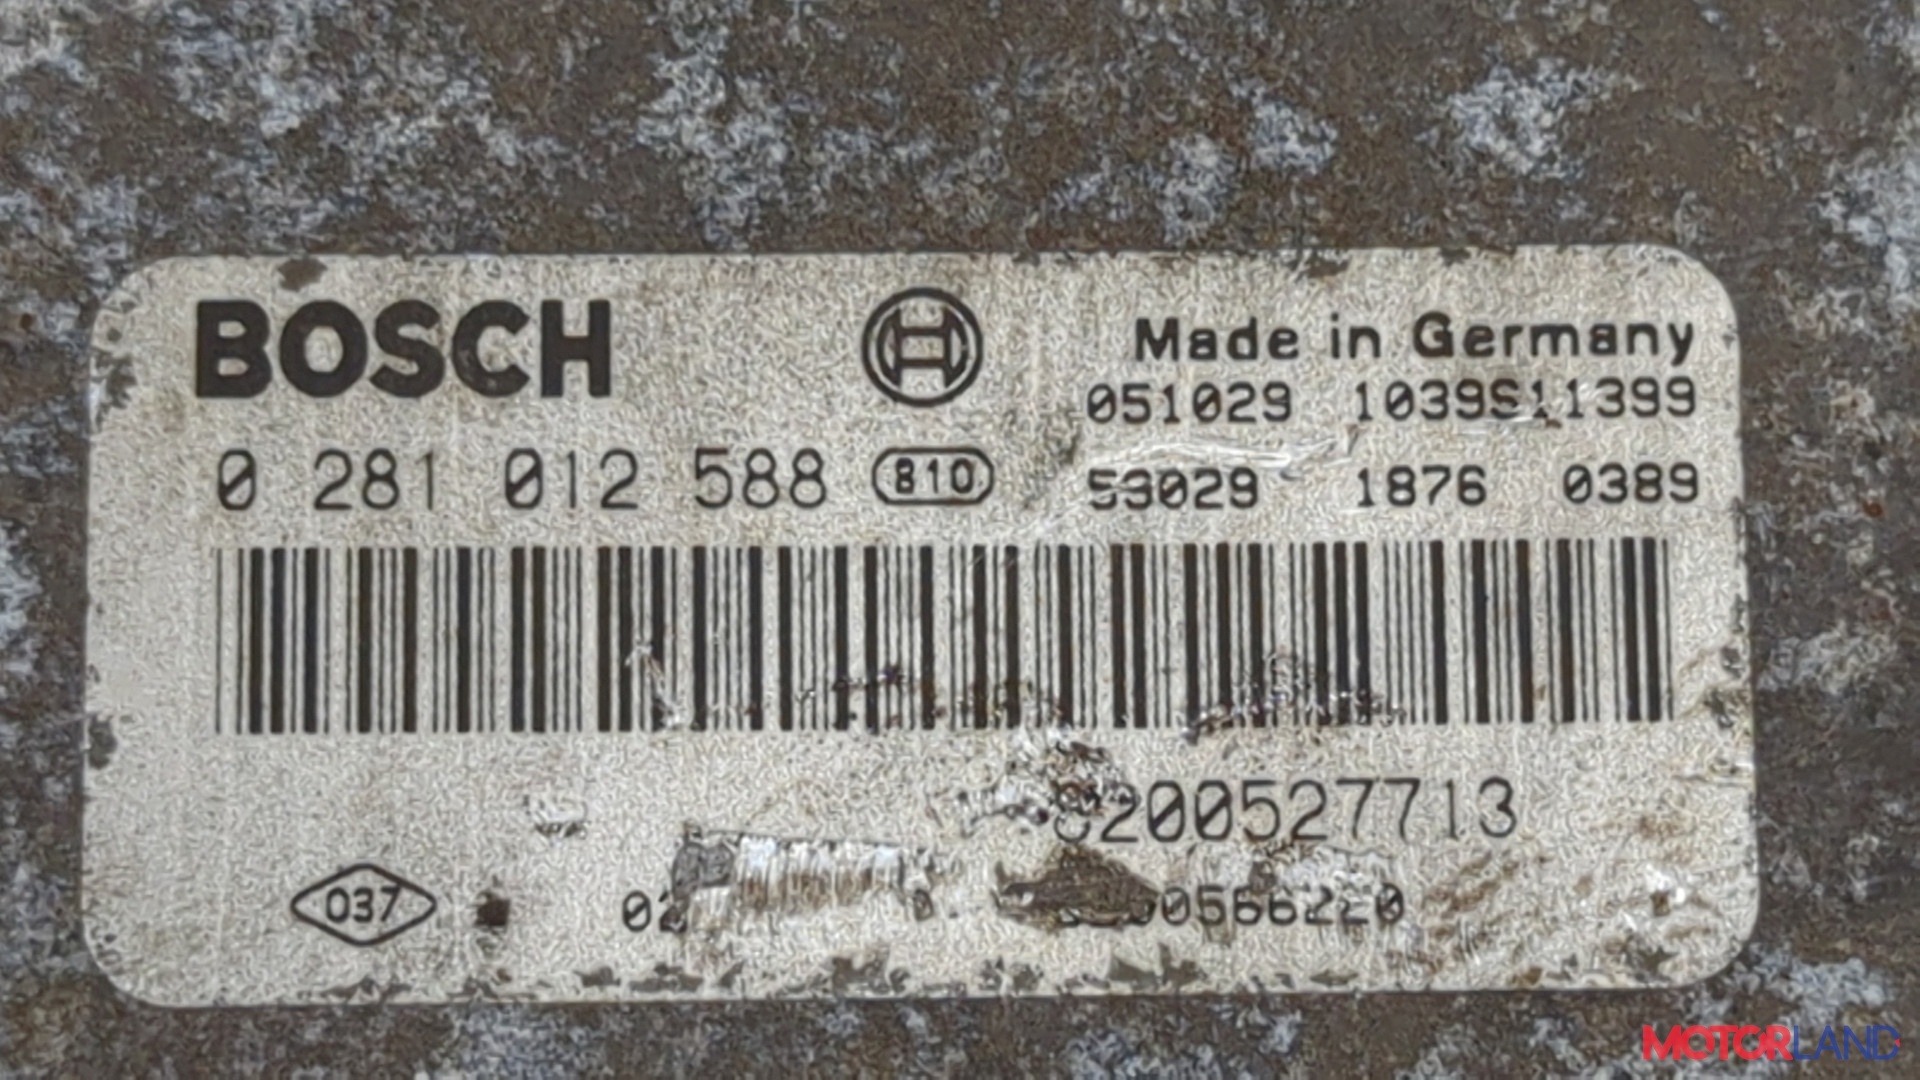 BOSCH Made in Germany
051029 1039S11399
0 281 012 588 810 53029 1876 0389
8200527713
037
MOTORLAND